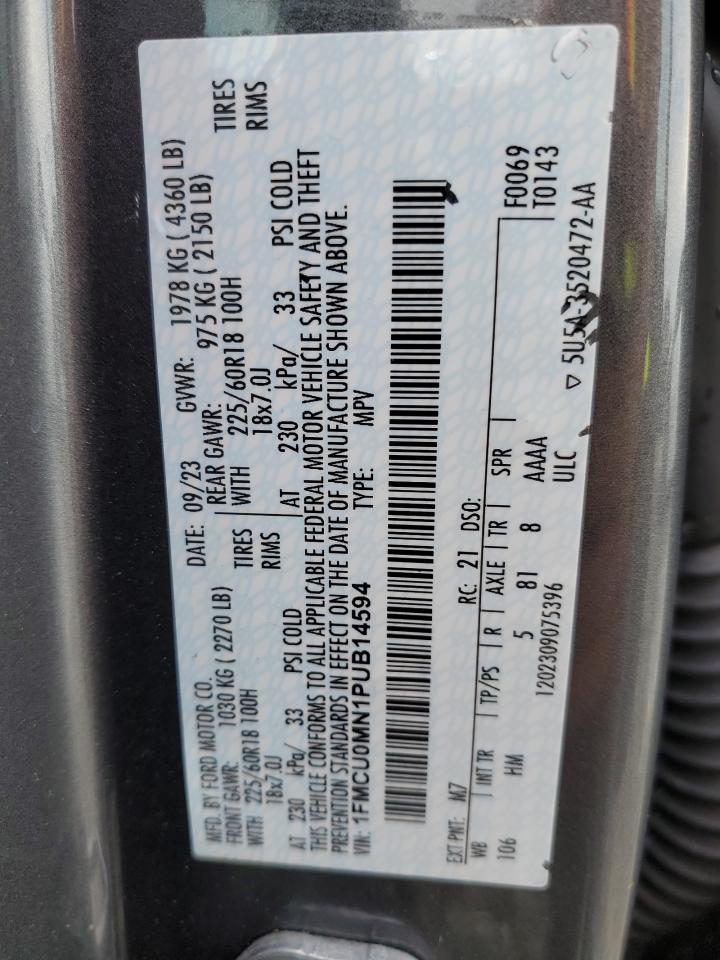 MFD. BY FORD MOTOR CO.
DATE: 09/23 GVWR: 1978 KG ( 4360 LB)
FRONT GAWR: 1030 KG ( 2270 LB) REAR GAWR: 975 KG ( 2150 LB)
WITH 225/60R18 100H TIRES WITH 225/60R18 100H TIRES
18x7.0J RIMS 18x7.0J RIMS
AT 230 kPa/ 33 PSI COLD AT 230 kPa/ 33 PSI COLD
THIS VEHICLE CONFORMS TO ALL APPLICABLE FEDERAL MOTOR VEHICLE SAFETY AND THEFT
PREVENTION STANDARDS IN EFFECT ON THE DATE OF MANUFACTURE SHOWN ABOVE.
VIN: 1FMCU0MN1PUB14594 TYPE: MPV
EXT PNT: M7 RC: 21 DSO: F0069
T0143
WB INT TR TP/PS R AXLE TR SPR
106 HM 5 81 8 AAAA
ULC
1202309075396 ▽ 5U5A-3520472-AA